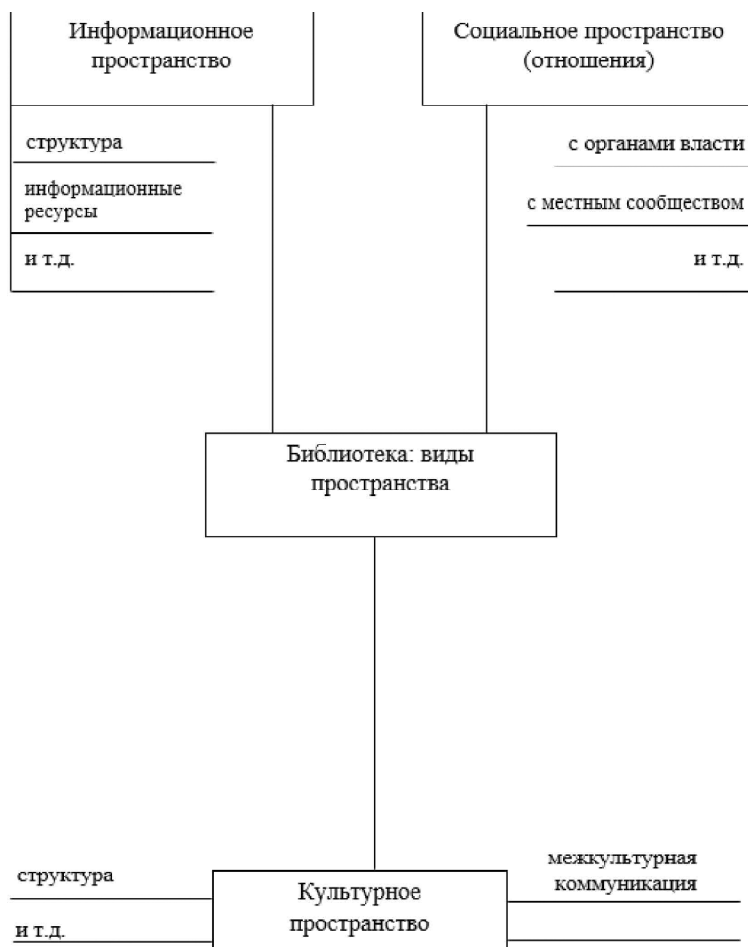 Информационное
пространство
Социальное пространство
(отношения)
структура
информационные
ресурсы
и т.д.
с органами власти
с местным сообществом
и т.д.
Библиотека: виды
пространства
структура
и т.д.
Культурное
пространство
межкультурная
коммуникация